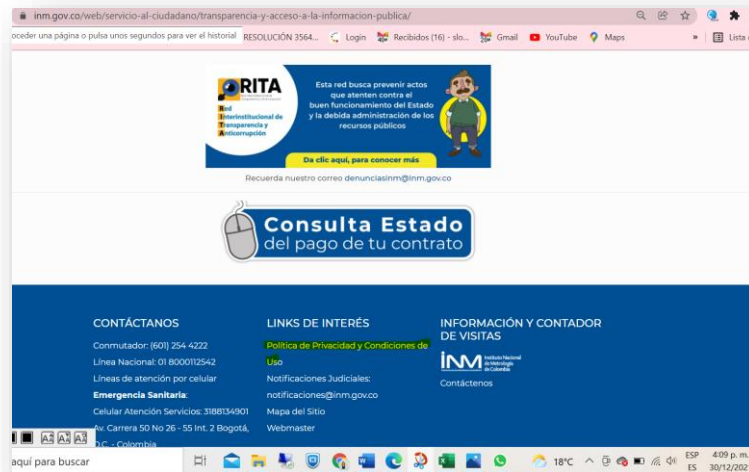 inm.gov.co/web/servicio-al-ciudadano/transparencia-y-acceso-a-la-informacion-publica/
oceder una página o pulsa unos segundos para ver el historial
RESOLUCIÓN 3564...
Login
Recibidos (16) - slo...
Gmail
YouTube
Maps
»
Lista
RITA
Red
Interinstitucional de
Transparencia y
Anticorrupción
Esta red busca prevenir actos
que atenten contra el
buen funcionamiento del Estado
y la debida administración de los
recursos públicos
Da clic aquí, para conocer más
Recuerda nuestro correo denunciasinm@inm.gov.co
Consulta Estado
del pago de tu contrato
CONTÁCTANOS
Conmutador: (601) 254 4222
Línea Nacional: 01 8000112542
Líneas de atención por celular
Emergencia Sanitaria:
Celular Atención Servicios: 3188134901
Av. Carrera 50 No 26 - 55 Int. 2 Bogotá,
D.C. - Colombia
LINKS DE INTERÉS
Política de Privacidad y Condiciones de
Uso
Notificaciones Judiciales:
notificaciones@inm.gov.co
Mapa del Sitio
Webmaster
INFORMACIÓN Y CONTADOR
DE VISITAS
INM Instituto Nacional
de Metrología
de Colombia
Contáctenos
aquí para buscar
18°C
ESP
ES
4:09 p. m.
30/12/202